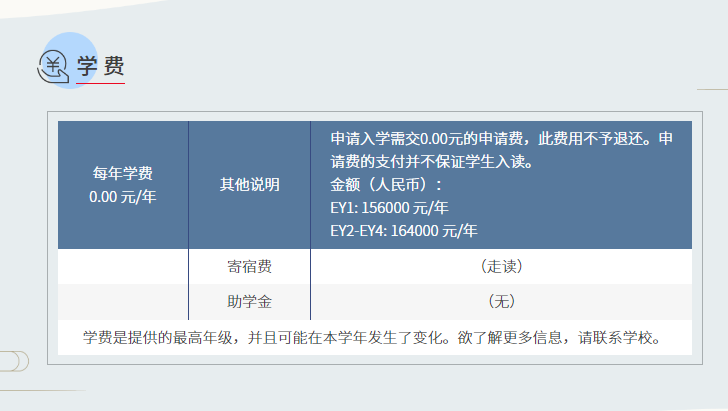 学费
每年学费
0.00 元/年
其他说明
申请入学需交0.00元的申请费，此费用不予退还。申
请费的支付并不保证学生入读。
金额（人民币）：
EY1: 156000 元/年
EY2-EY4: 164000 元/年
寄宿费
（走读）
助学金
（无）
学费是提供的最高年级，并且可能在本学年发生了变化。欲了解更多信息，请联系学校。